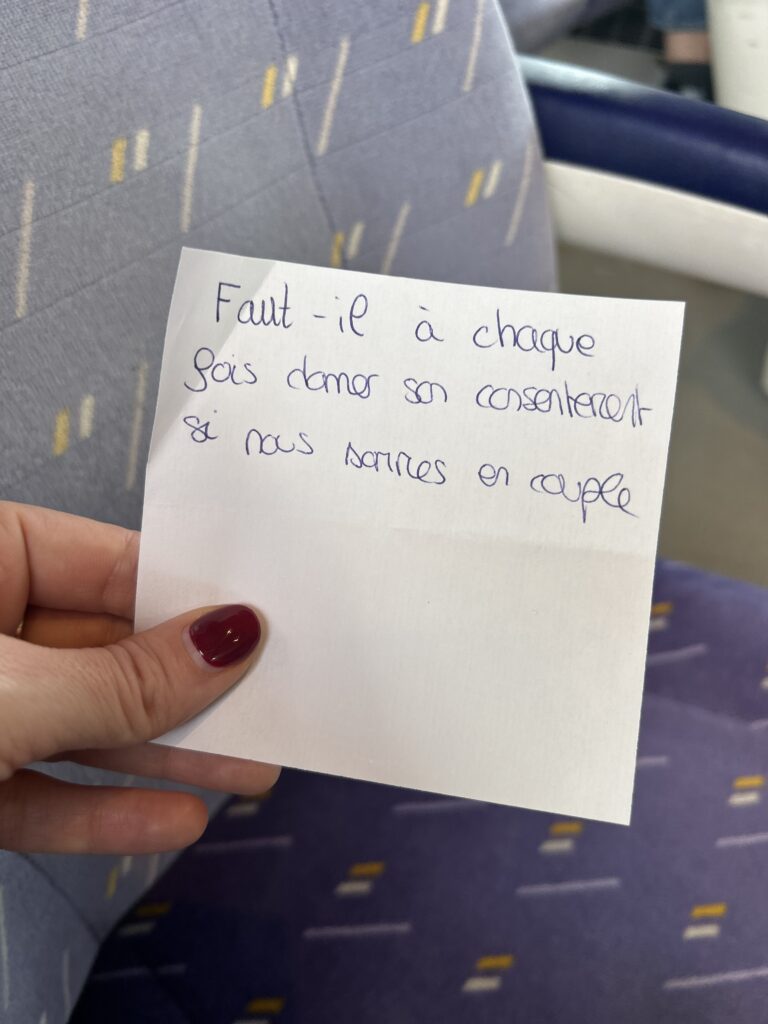 Faut-il à chaque
fois donner son consentement
si nous sommes en couple